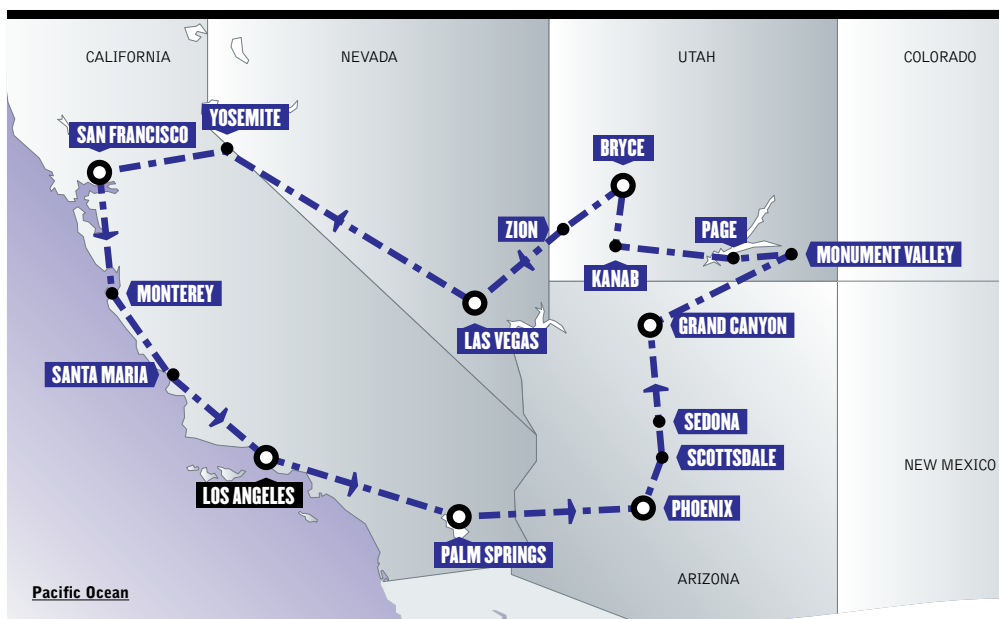 CALIFORNIA
NEVADA
UTAH
COLORADO
YOSEMITE
SAN FRANCISCO
BRYCE
ZION
PAGE
MONUMENT VALLEY
KANAB
MONTEREY
LAS VEGAS
GRAND CANYON
SANTA MARIA
SEDONA
SCOTTSDALE
NEW MEXICO
LOS ANGELES
PHOENIX
PALM SPRINGS
ARIZONA
Pacific Ocean